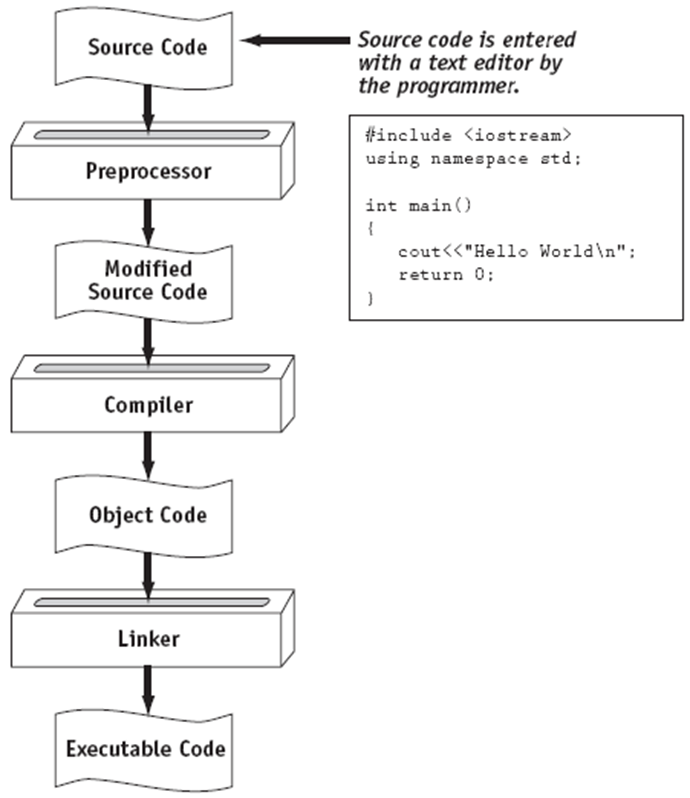 Source Code
Source code is entered
with a text editor by
the programmer.
Preprocessor
#include <iostream>
using namespace std;
int main()
{
cout<<"Hello World\n";
return 0;
}
Modified
Source Code
Compiler
Object Code
Linker
Executable Code